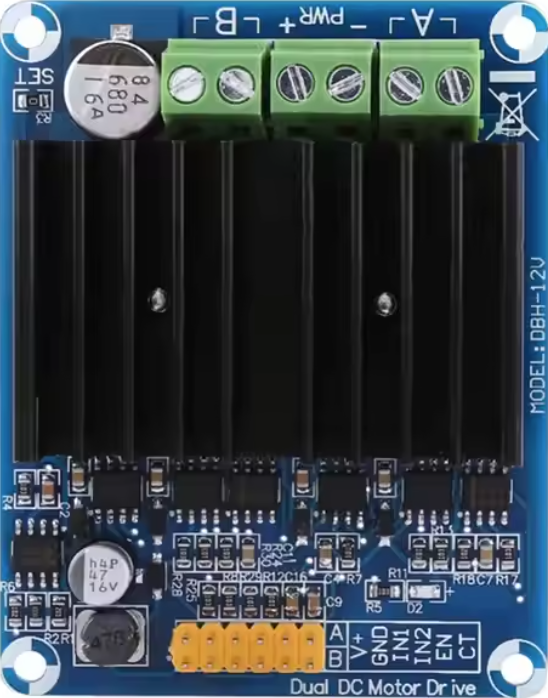 B
+ PWR -
A
SET
R3
84
680
16A
MODEL: DBH-12V
R4
C2
h4P
47
16V
R13
C4 R7
R18 C7 R17
R28
R25
R8 R29 R12 C16
C9
R11
R5
D2 +
R6
R2 R1
47B
A
B
V+
GND
IN1
IN2
EN
CT
Dual DC Motor Drive